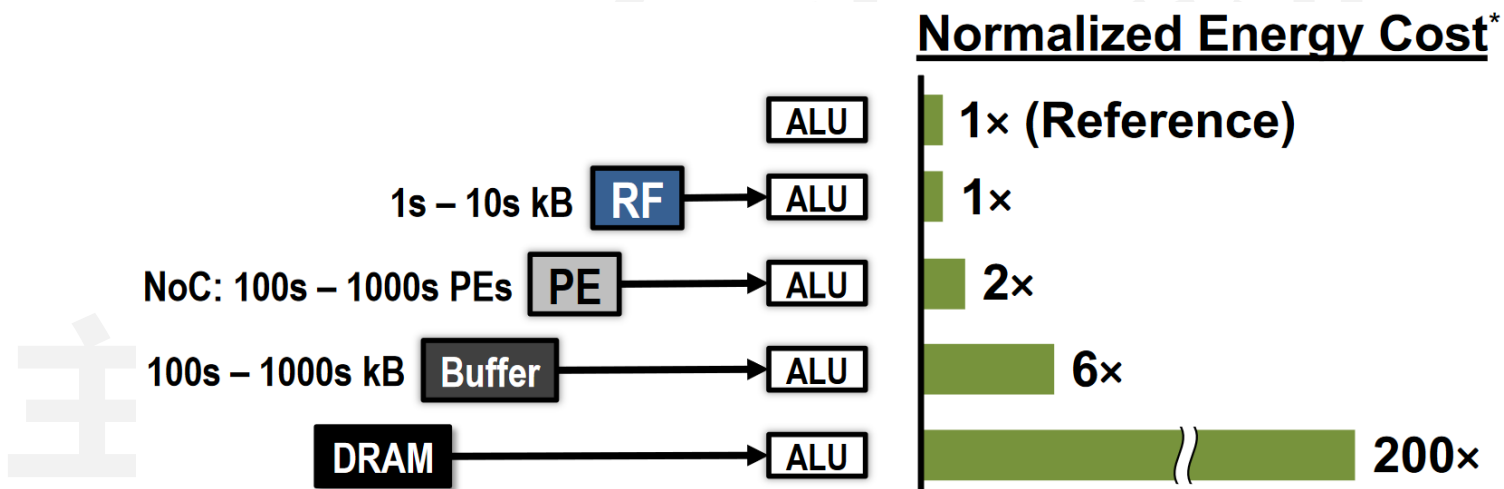 Normalized Energy Cost*
ALU 1× (Reference)
1s – 10s kB RF ALU 1×
NoC: 100s – 1000s PEs PE ALU 2×
100s – 1000s kB Buffer ALU 6×
DRAM ALU 200×
主